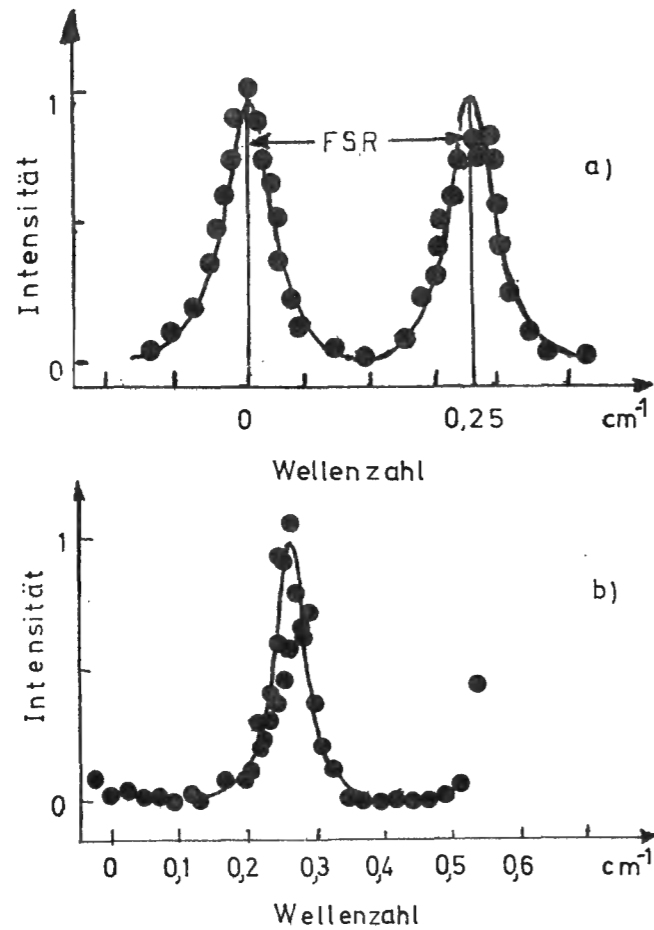 1
FSR
a)
Intensität
0
0 0,25 cm⁻¹
Wellenzahl
1
b)
Intensität
0
0 0,1 0,2 0,3 0,4 0,5 0,6 cm⁻¹
Wellenzahl